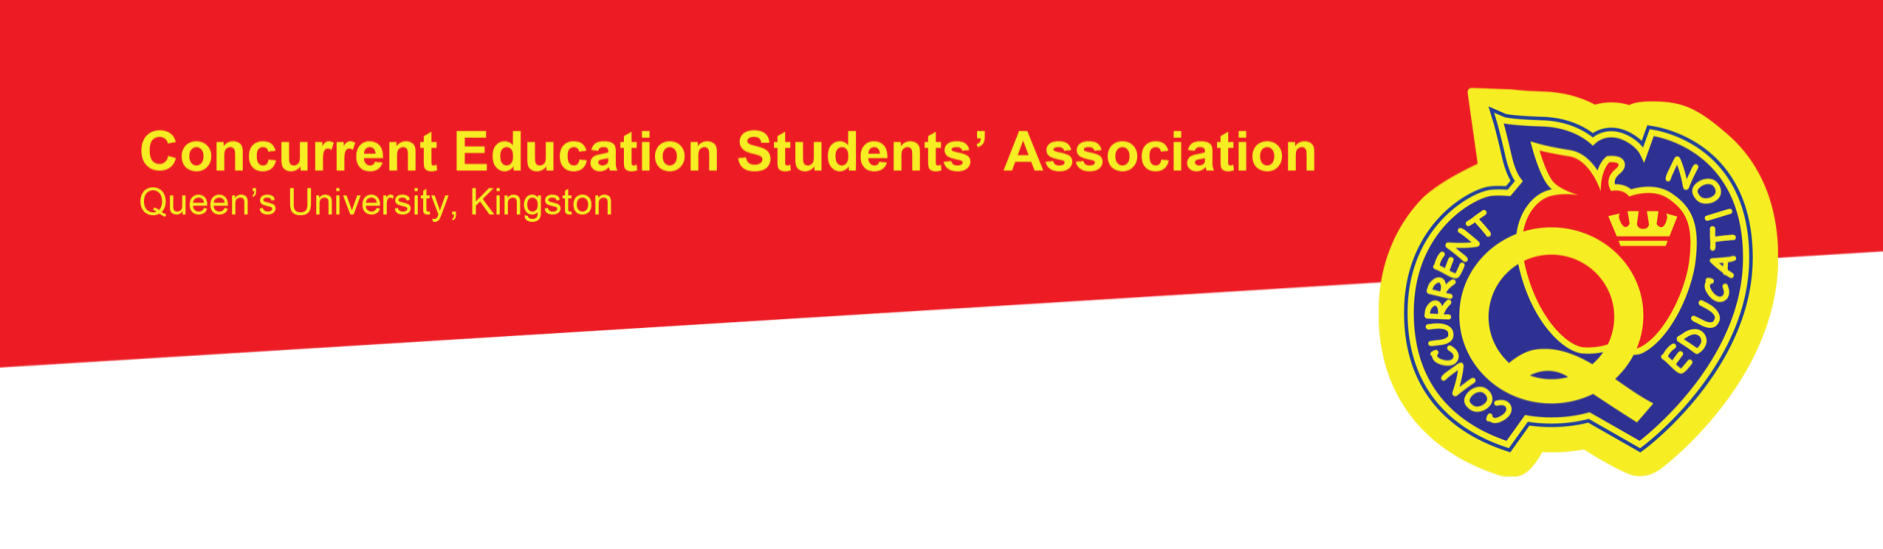 Concurrent Education Students’ Association
Queen’s University, Kingston
CONCURRENT
EDUCATION
Q